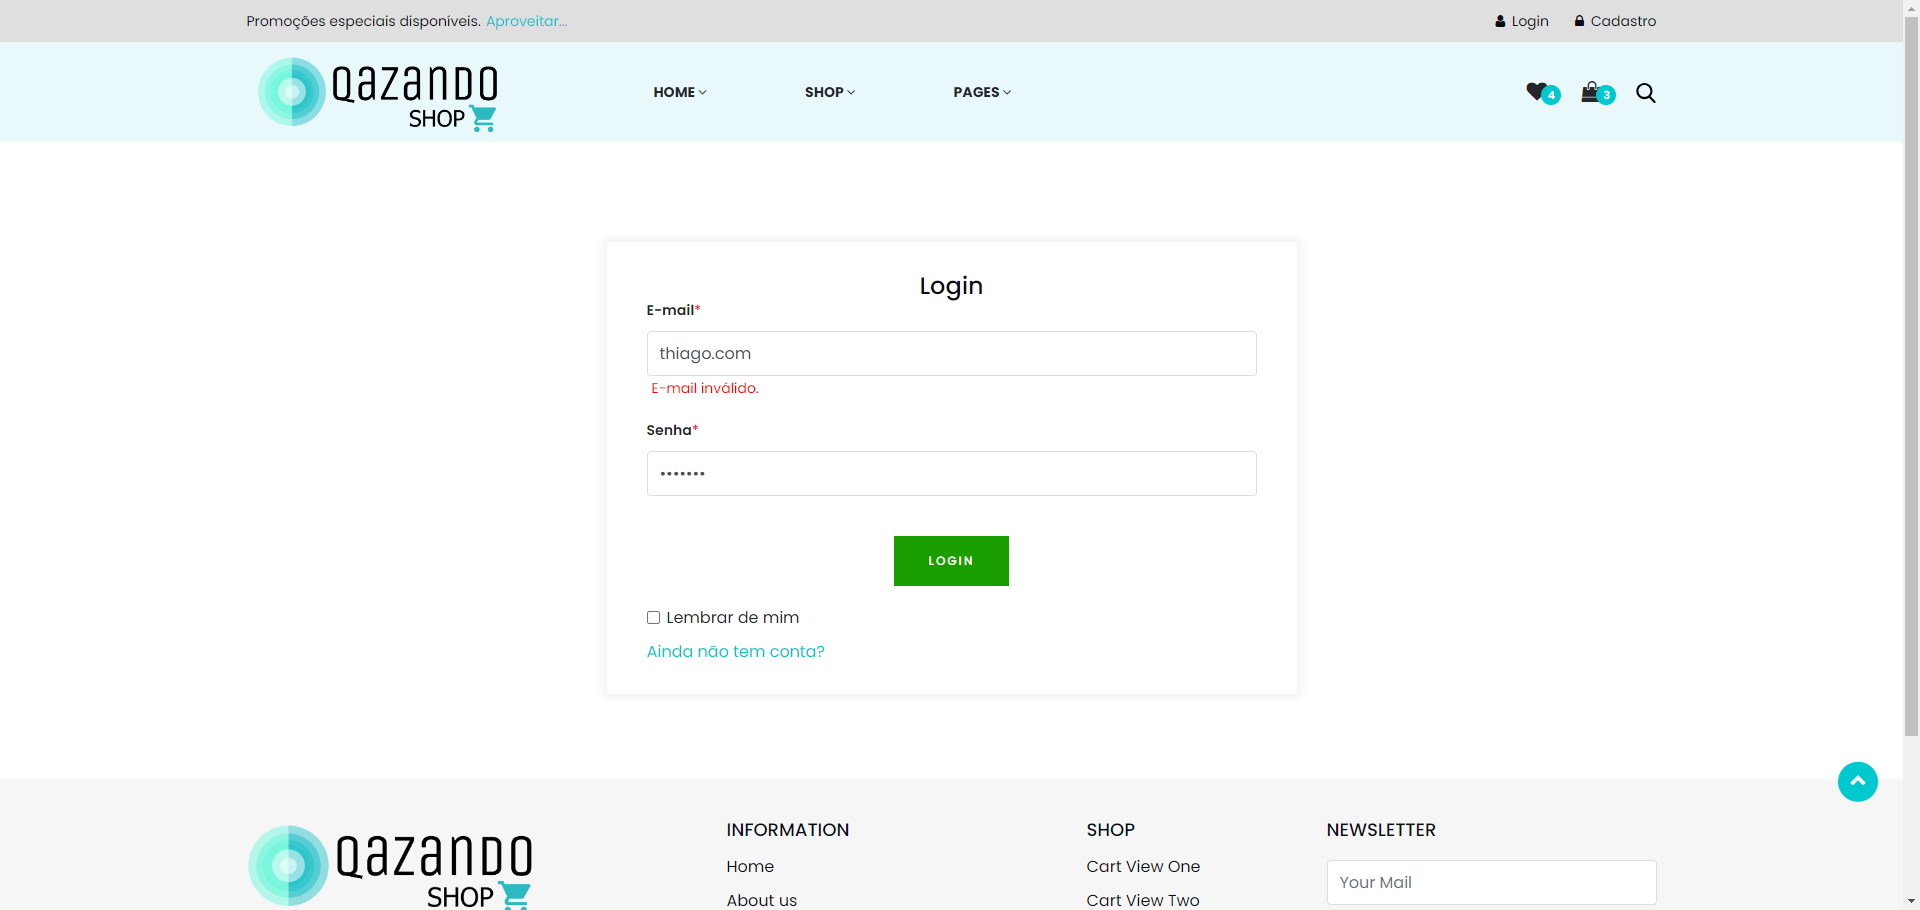 Promoções especiais disponíveis. Aproveitar...
Login
Cadastro
QAZANDO
SHOP
HOME
SHOP
PAGES
4
3
Login
E-mail*
thiago.com
E-mail inválido.
Senha*
•••••••
LOGIN
Lembrar de mim
Ainda não tem conta?
QAZANDO
SHOP
INFORMATION
Home
About us
SHOP
Cart View One
Cart View Two
NEWSLETTER
Your Mail